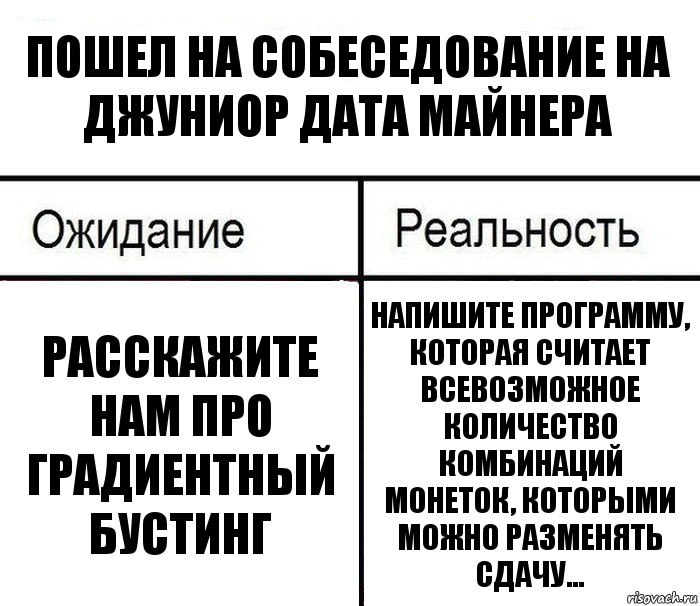 ПОШЕЛ НА СОБЕСЕДОВАНИЕ НА
ДЖУНИОР ДАТА МАЙНЕРА
Ожидание
Реальность
РАССКАЖИТЕ
НАМ ПРО
ГРАДИЕНТНЫЙ
БУСТИНГ
НАПИШИТЕ ПРОГРАММУ,
КОТОРАЯ СЧИТАЕТ
ВСЕВОЗМОЖНОЕ
КОЛИЧЕСТВО
КОМБИНАЦИЙ
МОНЕТОК, КОТОРЫМИ
МОЖНО РАЗМЕНЯТЬ
СДАЧУ...
risovach.ru